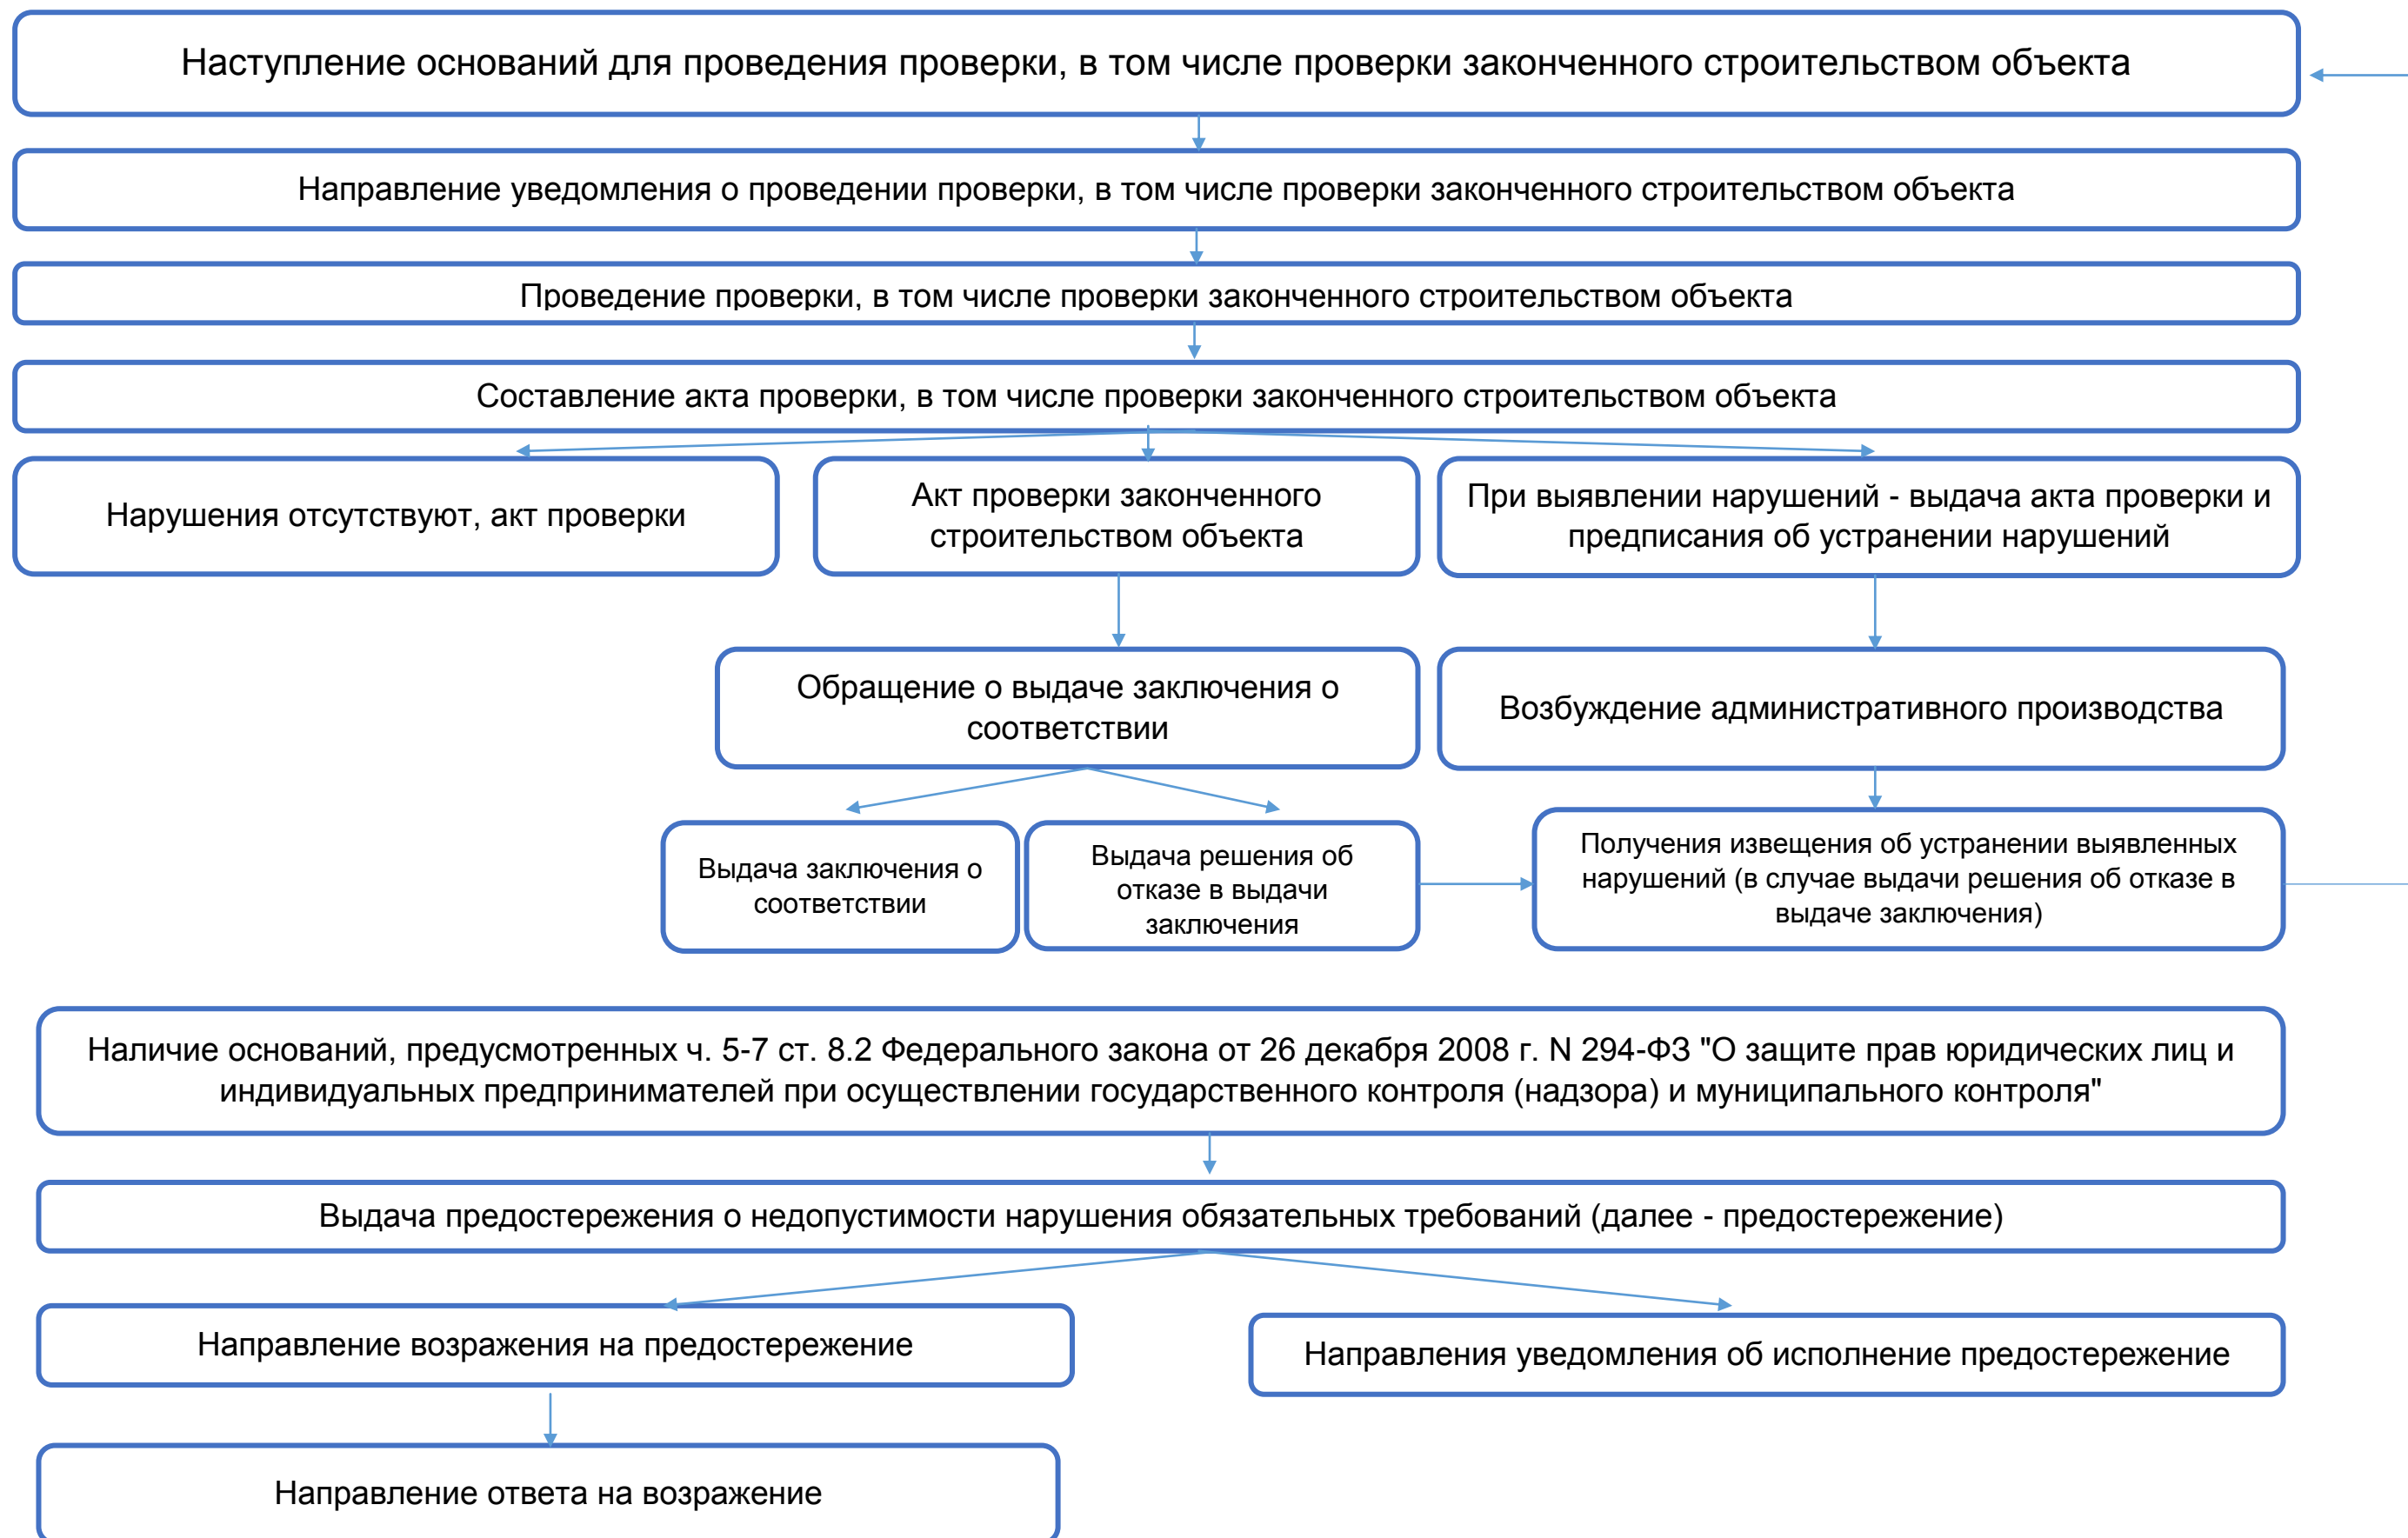 Наступление оснований для проведения проверки, в том числе проверки законченного строительством объекта
Направление уведомления о проведении проверки, в том числе проверки законченного строительством объекта
Проведение проверки, в том числе проверки законченного строительством объекта
Составление акта проверки, в том числе проверки законченного строительством объекта
Нарушения отсутствуют, акт проверки
Акт проверки законченного
строительством объекта
При выявлении нарушений - выдача акта проверки и
предписания об устранении нарушений
Обращение о выдаче заключения о
соответствии
Возбуждение административного производства
Выдача заключения о
соответствии
Выдача решения об
отказе в выдачи
заключения
Получения извещения об устранении выявленных
нарушений (в случае выдачи решения об отказе в
выдаче заключения)
Наличие оснований, предусмотренных ч. 5-7 ст. 8.2 Федерального закона от 26 декабря 2008 г. N 294-ФЗ "О защите прав юридических лиц и
индивидуальных предпринимателей при осуществлении государственного контроля (надзора) и муниципального контроля"
Выдача предостережения о недопустимости нарушения обязательных требований (далее - предостережение)
Направление возражения на предостережение
Направления уведомления об исполнение предостережение
Направление ответа на возражение